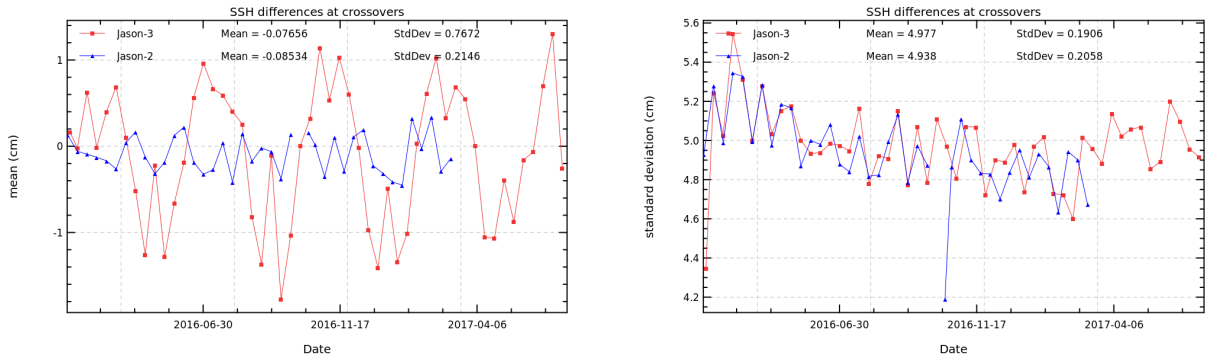 SSH differences at crossovers
Jason-3 Mean = -0.07656 StdDev = 0.7672
Jason-2 Mean = -0.08534 StdDev = 0.2146
mean (cm)
1
0
-1
2016-06-30 2016-11-17 2017-04-06
Date
SSH differences at crossovers
Jason-3 Mean = 4.977 StdDev = 0.1906
Jason-2 Mean = 4.938 StdDev = 0.2058
standard deviation (cm)
5.6
5.4
5.2
5.0
4.8
4.6
4.4
4.2
2016-06-30 2016-11-17 2017-04-06
Date